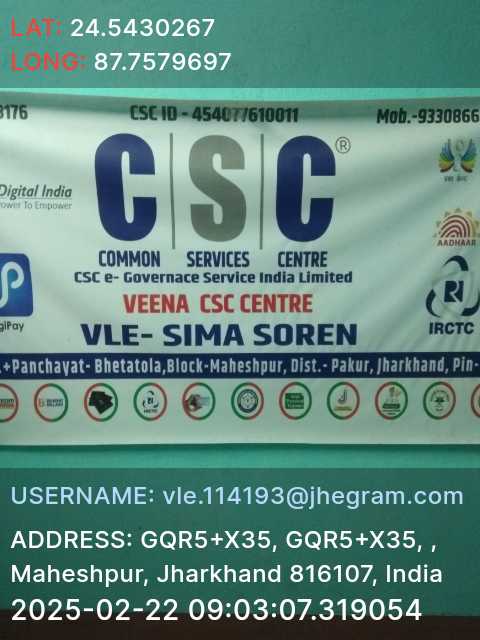 LAT: 24.5430267
LONG: 87.7579697
3176
CSC ID - 454077610011
Mob.-9330866
Digital India
Power To Empower
CSC
®
AADHAAR
COMMON SERVICES CENTRE
CSC e- Governace Service India Limited
VEENA CSC CENTRE
giPay
IRCTC
VLE- SIMA SOREN
.+Panchayat- Bhetatola,Block-Maheshpur, Dist.- Pakur, Jharkhand, Pin-
USERNAME: vle.114193@jhegram.com
ADDRESS: GQR5+X35, GQR5+X35, ,
Maheshpur, Jharkhand 816107, India
2025-02-22 09:03:07.319054